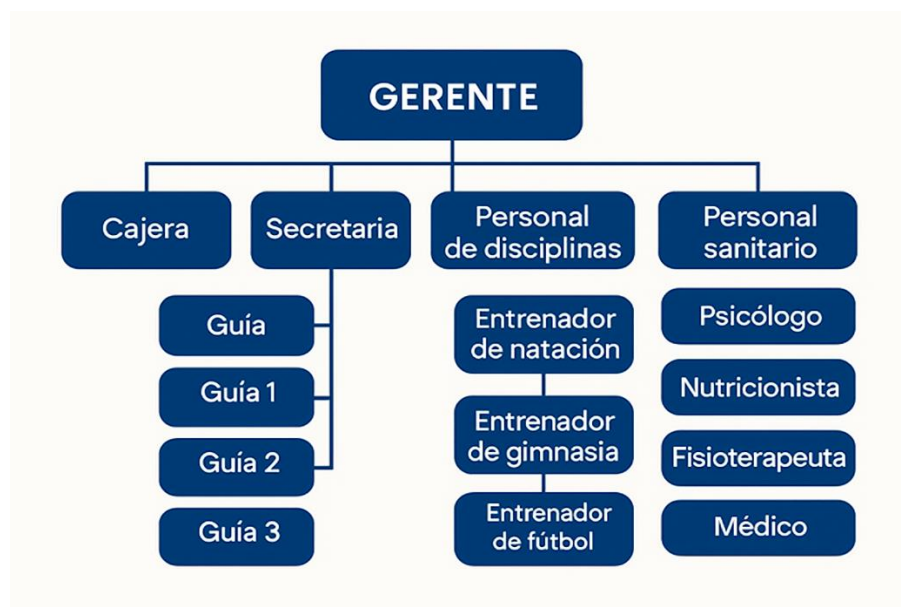 GERENTE
Cajera
Secretaria
Personal
de disciplinas
Personal
sanitario
Guía
Guía 1
Guía 2
Guía 3
Entrenador
de natación
Entrenador
de gimnasia
Entrenador
de fútbol
Psicólogo
Nutricionista
Fisioterapeuta
Médico